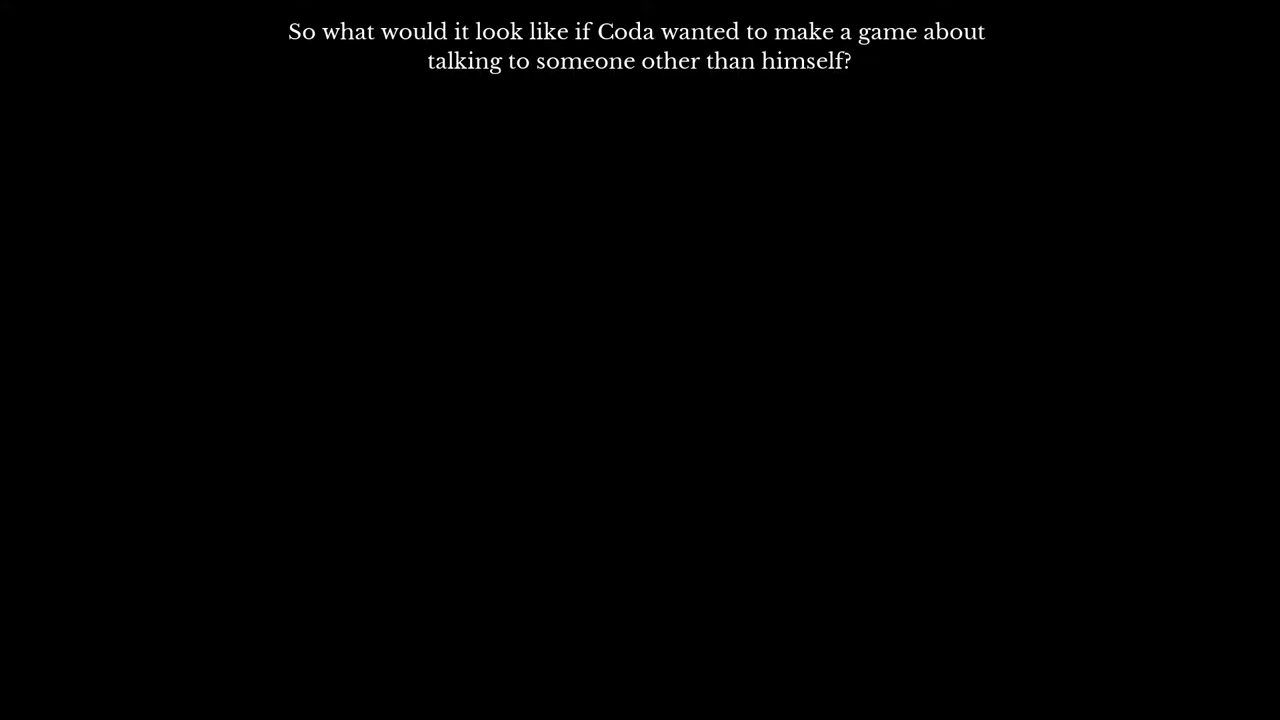 So what would it look like if Coda wanted to make a game about
talking to someone other than himself?